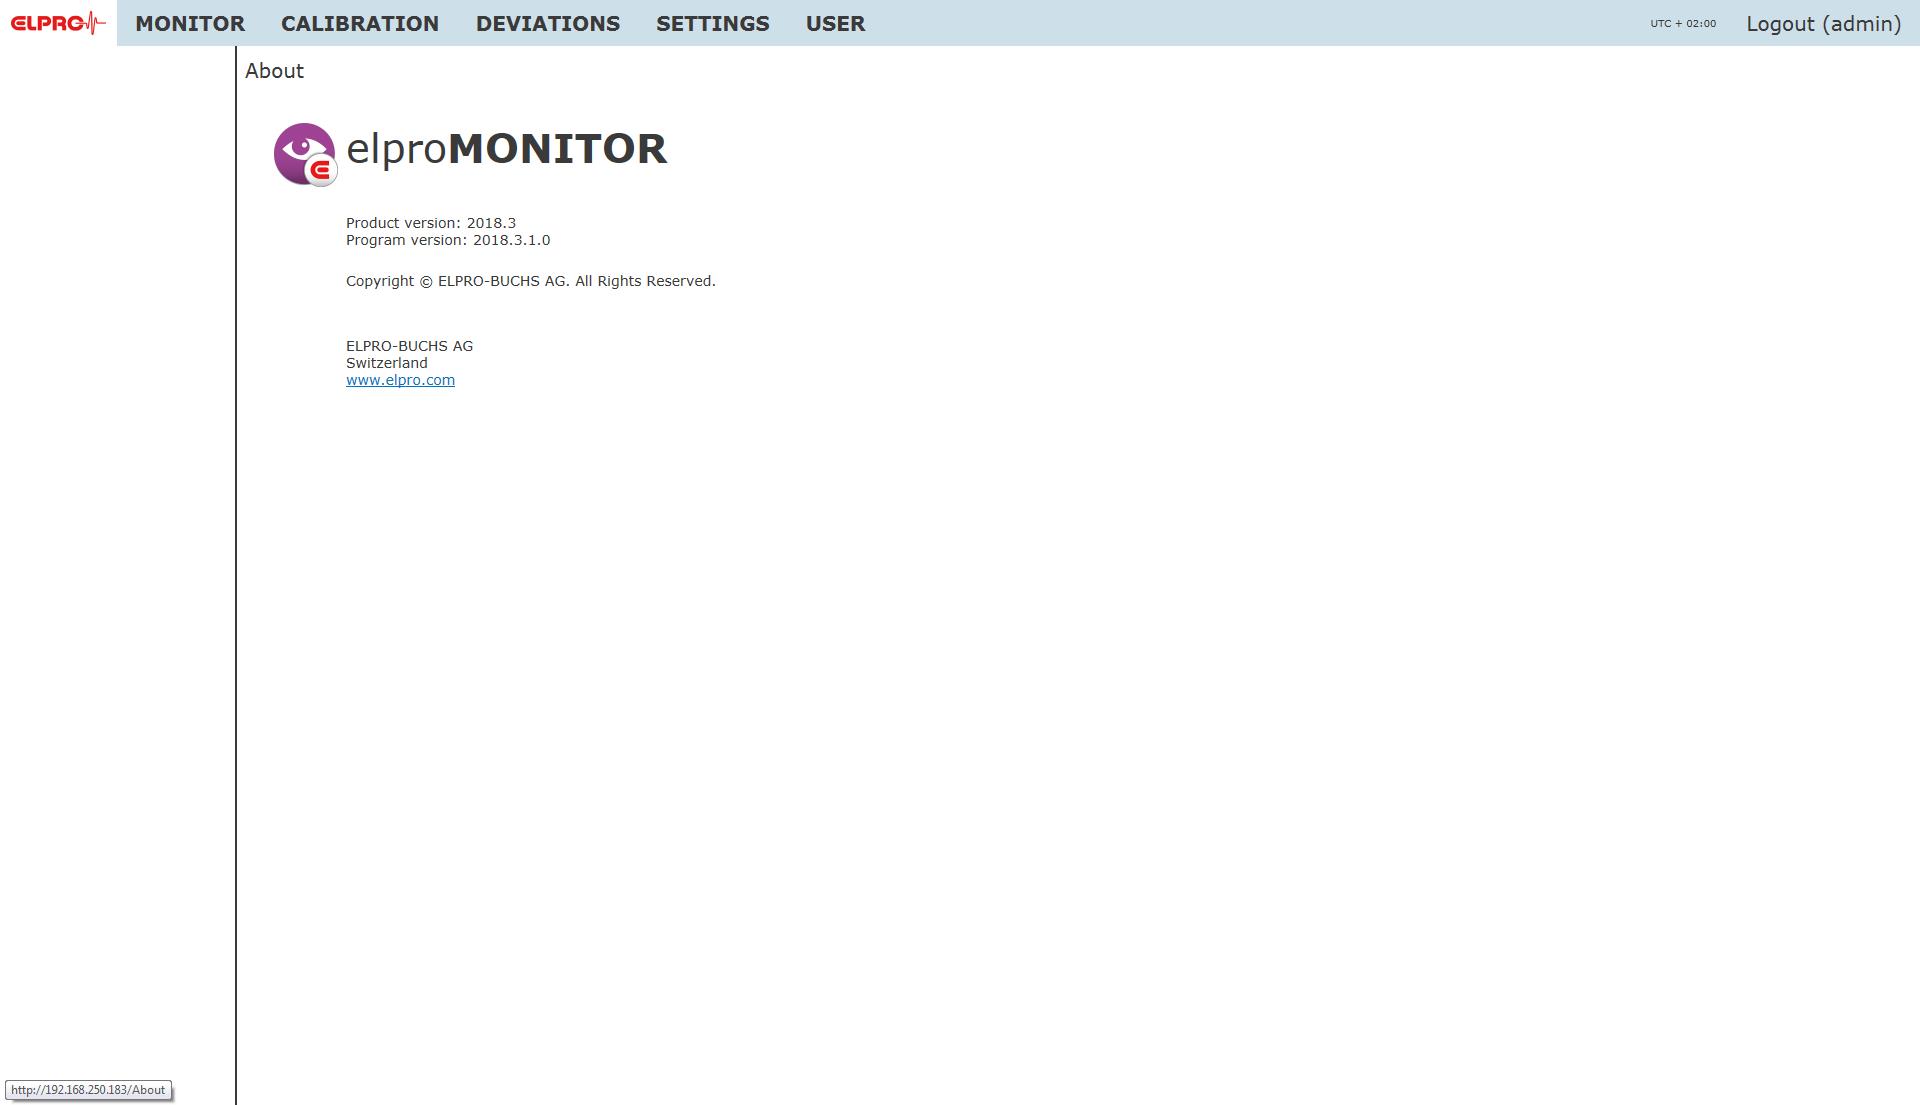 ELPRO MONITOR CALIBRATION DEVIATIONS SETTINGS USER UTC + 02:00 Logout (admin)
About
elproMONITOR
Product version: 2018.3
Program version: 2018.3.1.0
Copyright © ELPRO-BUCHS AG. All Rights Reserved.
ELPRO-BUCHS AG
Switzerland
www.elpro.com
http://192.168.250.183/About